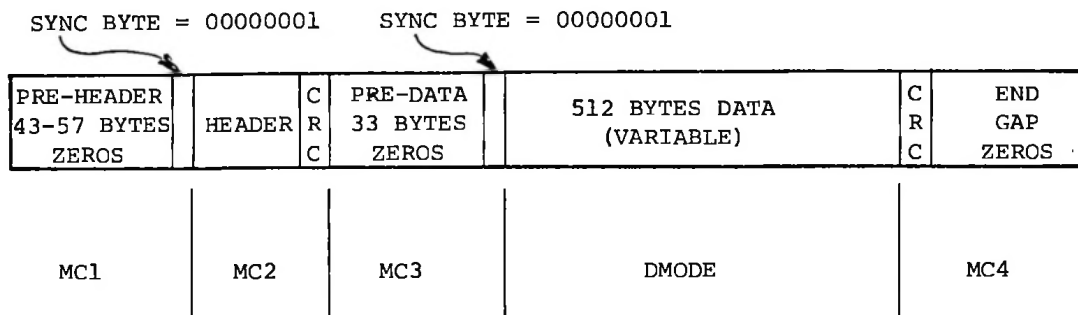 SYNC BYTE = 00000001 SYNC BYTE = 00000001
PRE-HEADER
43-57 BYTES
ZEROS
HEADER
C
R
C
PRE-DATA
33 BYTES
ZEROS
512 BYTES DATA
(VARIABLE)
C
R
C
END
GAP
ZEROS
MC1 MC2 MC3 DMODE MC4